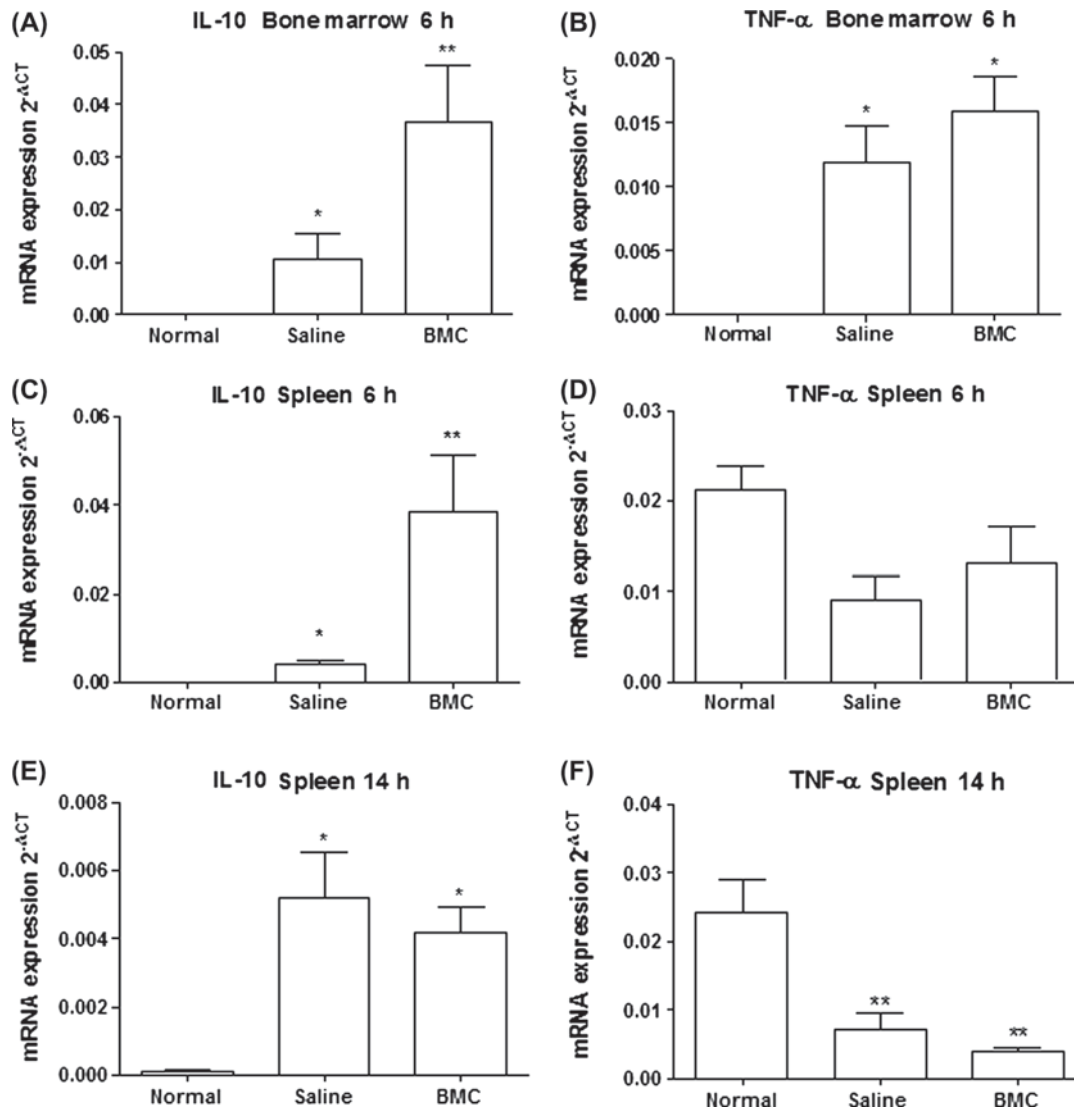 (A)
IL-10 Bone marrow 6 h
mRNA expression 2^-ΔCT
0.05
0.04
0.03
0.02
0.01
0.00
*
**
Normal Saline BMC
(B)
TNF-α Bone marrow 6 h
mRNA expression 2^-ΔCT
0.020
0.015
0.010
0.005
0.000
*
*
Normal Saline BMC
(C)
IL-10 Spleen 6 h
mRNA expression 2^-ΔCT
0.06
0.04
0.02
0.00
*
**
Normal Saline BMC
(D)
TNF-α Spleen 6 h
mRNA expression 2^-ΔCT
0.03
0.02
0.01
0.00
Normal Saline BMC
(E)
IL-10 Spleen 14 h
mRNA expression 2^-ΔCT
0.008
0.006
0.004
0.002
0.000
*
*
Normal Saline BMC
(F)
TNF-α Spleen 14 h
mRNA expression 2^-ΔCT
0.04
0.03
0.02
0.01
0.00
**
**
Normal Saline BMC